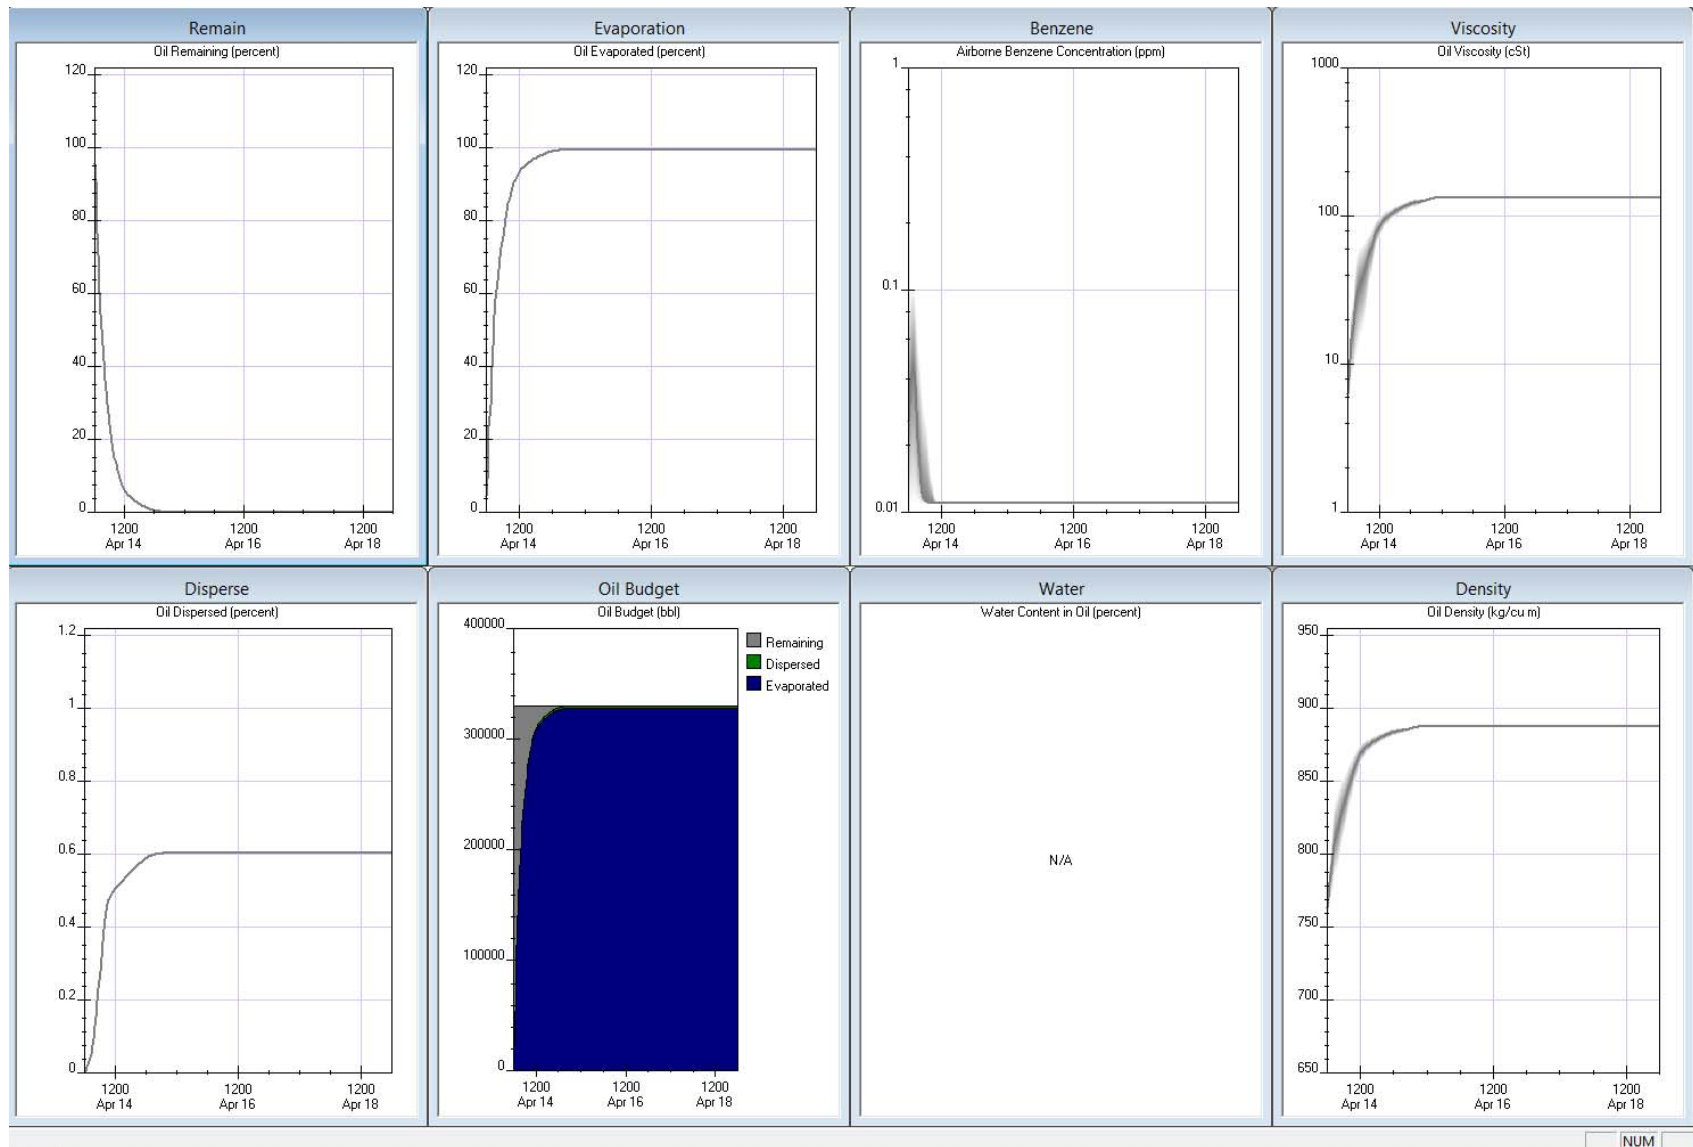 Remain
Oil Remaining (percent)
120
100
80
60
40
20
0
1200
Apr 14
1200
Apr 16
1200
Apr 18
Evaporation
Oil Evaporated (percent)
120
100
80
60
40
20
0
1200
Apr 14
1200
Apr 16
1200
Apr 18
Benzene
Airborne Benzene Concentration (ppm)
1
0.1
0.01
1200
Apr 14
1200
Apr 16
1200
Apr 18
Viscosity
Oil Viscosity (cSt)
1000
100
10
1
1200
Apr 14
1200
Apr 16
1200
Apr 18
Disperse
Oil Dispersed (percent)
1.2
1
0.8
0.6
0.4
0.2
0
1200
Apr 14
1200
Apr 16
1200
Apr 18
Oil Budget
Oil Budget (bbl)
400000
300000
200000
100000
0
1200
Apr 14
1200
Apr 16
1200
Apr 18
Remaining
Dispersed
Evaporated
Water
Water Content in Oil (percent)
N/A
Density
Oil Density (kg/cu m)
950
900
850
800
750
700
650
1200
Apr 14
1200
Apr 16
1200
Apr 18
NUM